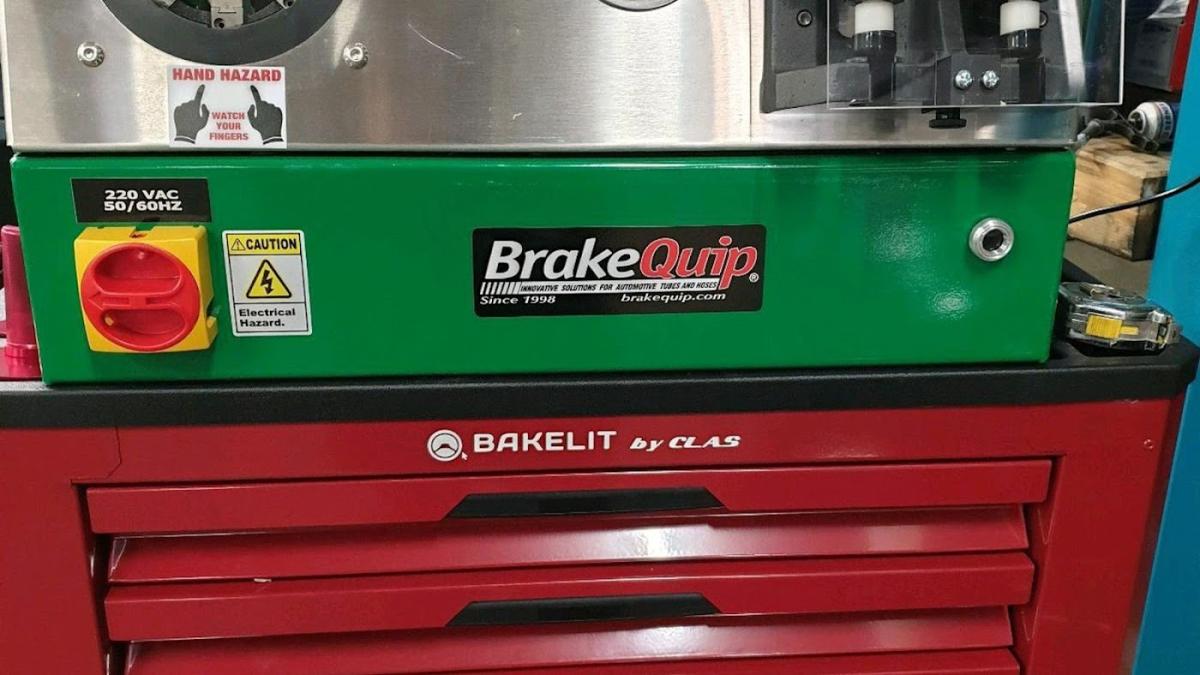 HAND HAZARD
WATCH
YOUR
FINGERS
220 VAC
50/60HZ
CAUTION
Electrical
Hazard.
BrakeQuip®
INNOVATIVE SOLUTIONS FOR AUTOMOTIVE TUBES AND HOSES
Since 1998 brakequip.com
BAKELIT by CLAS